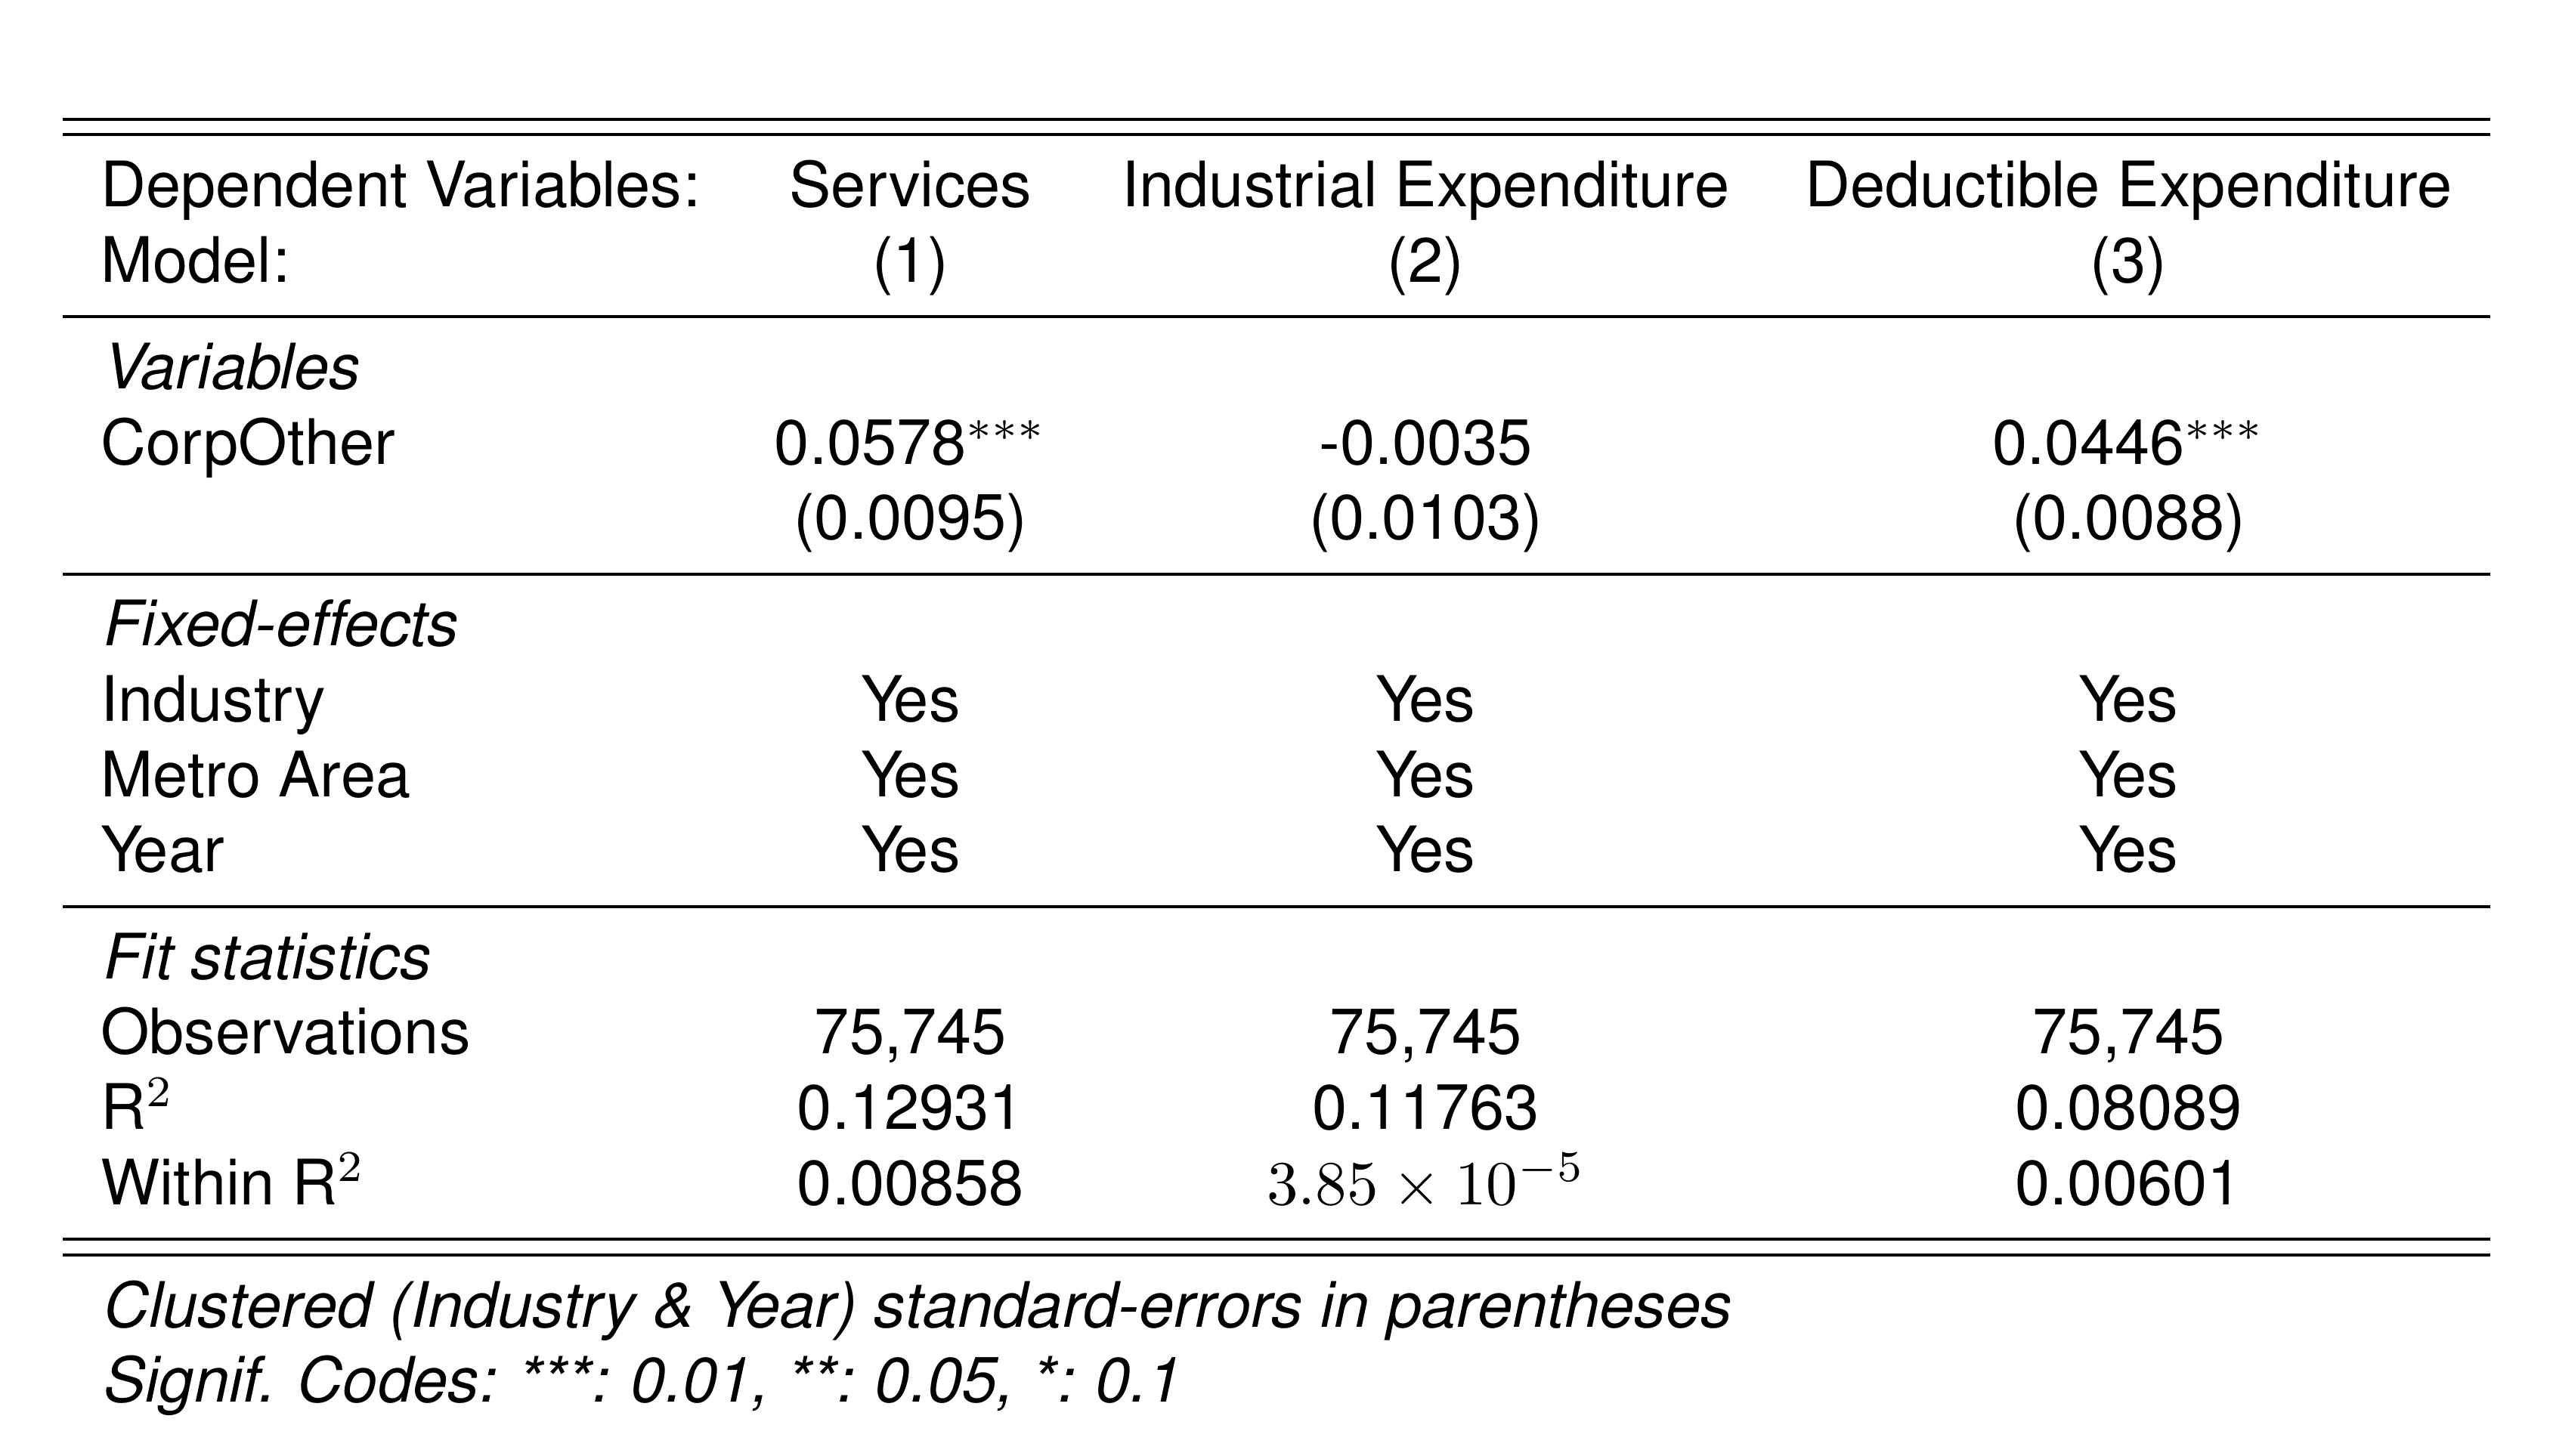 Dependent Variables: Services Industrial Expenditure Deductible Expenditure
Model: (1) (2) (3)
Variables
CorpOther 0.0578*** -0.0035 0.0446***
(0.0095) (0.0103) (0.0088)
Fixed-effects
Industry Yes Yes Yes
Metro Area Yes Yes Yes
Year Yes Yes Yes
Fit statistics
Observations 75,745 75,745 75,745
R² 0.12931 0.11763 0.08089
Within R² 0.00858 3.85 × 10⁻⁵ 0.00601
Clustered (Industry & Year) standard-errors in parentheses
Signif. Codes: ***: 0.01, **: 0.05, *: 0.1